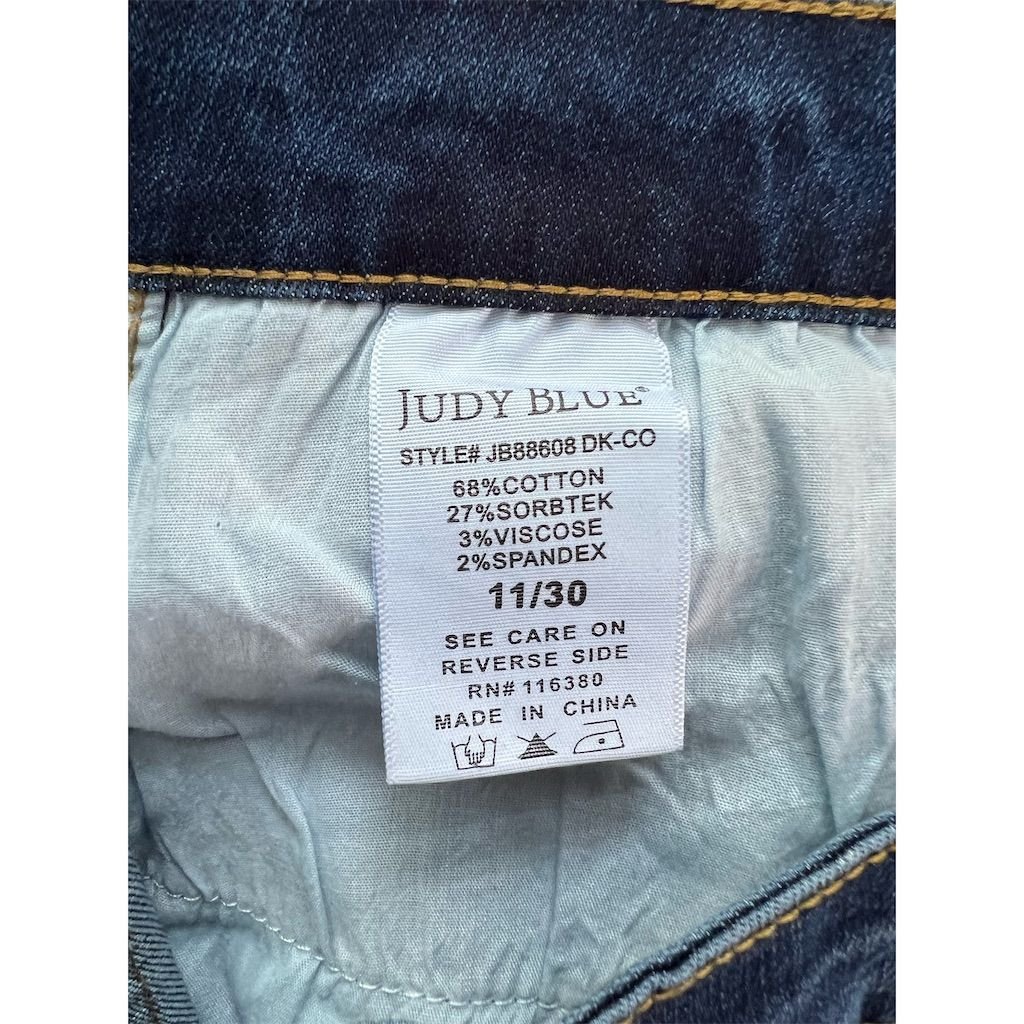 JUDY BLUE®
STYLE# JB88608 DK-CO
68%COTTON
27%SORBTEK
3%VISCOSE
2%SPANDEX
11/30
SEE CARE ON
REVERSE SIDE
RN# 116380
MADE IN CHINA